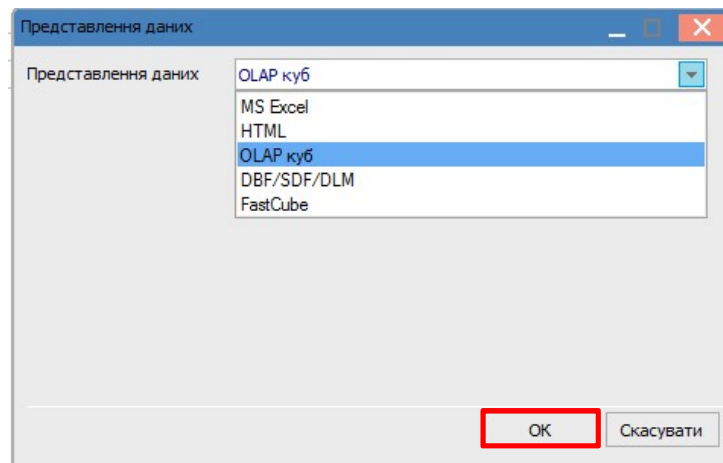 Представлення даних
Представлення даних OLAP куб
MS Excel
HTML
OLAP куб
DBF/SDF/DLM
FastCube
OK Скасувати